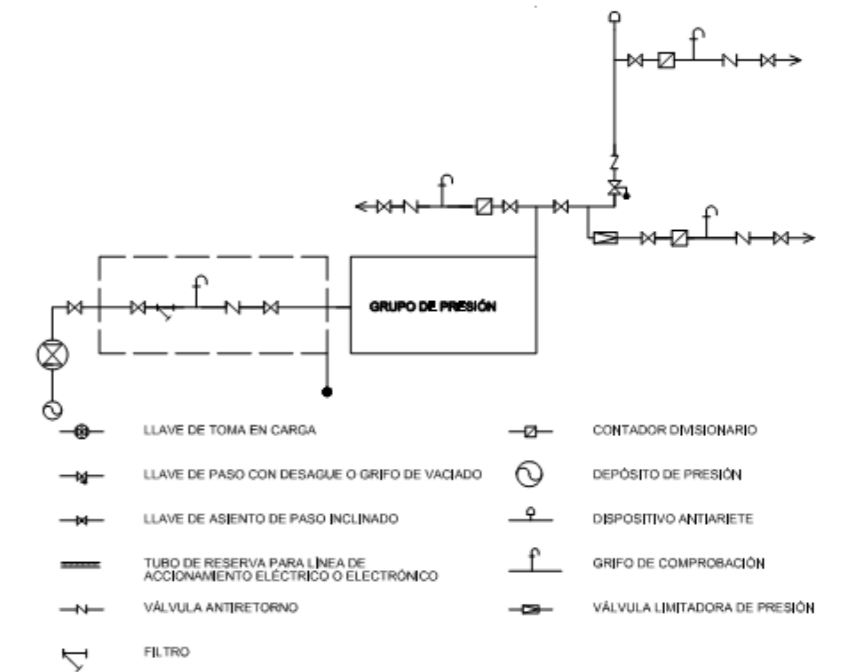 GRUPO DE PRESIÓN
LLAVE DE TOMA EN CARGA
LLAVE DE PASO CON DESAGUE O GRIFO DE VACIADO
LLAVE DE ASIENTO DE PASO INCLINADO
TUBO DE RESERVA PARA LÍNEA DE
ACCIONAMIENTO ELÉCTRICO O ELECTRÓNICO
VÁLVULA ANTIRETORNO
FILTRO
CONTADOR DIVISIONARIO
DEPÓSITO DE PRESIÓN
DISPOSITIVO ANTIARIETE
GRIFO DE COMPROBACIÓN
VÁLVULA LIMITADORA DE PRESIÓN